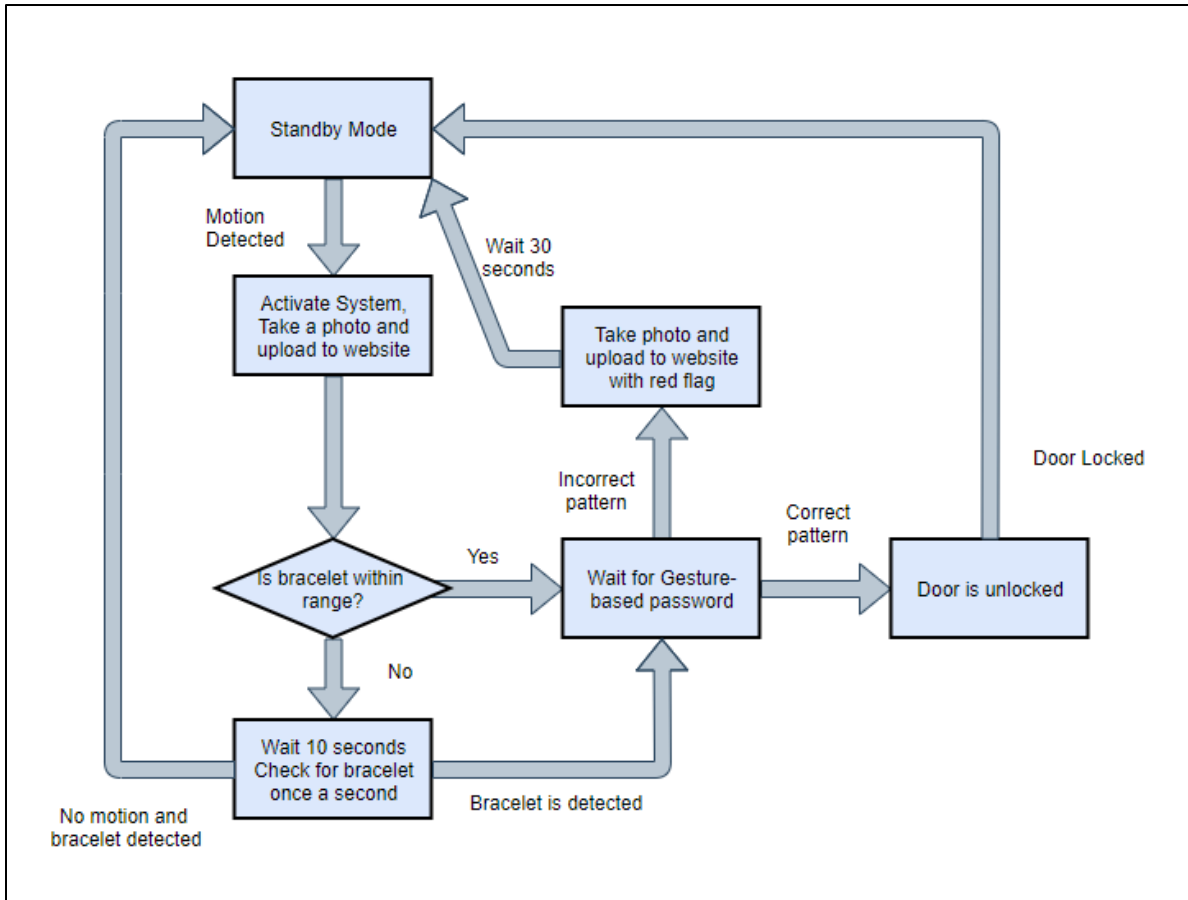 Standby Mode
Motion
Detected
Wait 30
seconds
Activate System,
Take a photo and
upload to website
Take photo and
upload to website
with red flag
Door Locked
Incorrect
pattern
Correct
pattern
Is bracelet within
range?
Yes
Wait for Gesture-
based password
Door is unlocked
No
Wait 10 seconds
Check for bracelet
once a second
Bracelet is detected
No motion and
bracelet detected